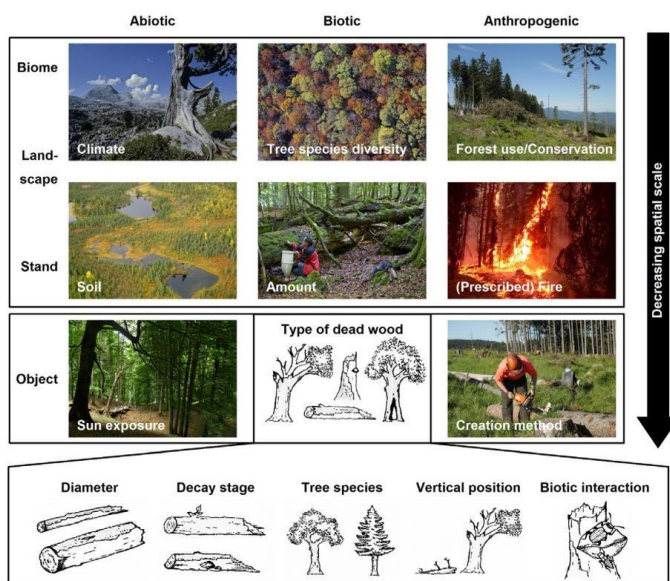 Abiotic Biotic Anthropogenic
Biome
Climate Tree species diversity Forest use/Conservation
Land-
scape
Stand
Soil Amount (Prescribed) Fire
Decreasing spatial scale
Type of dead wood
Object
Sun exposure Creation method
Diameter Decay stage Tree species Vertical position Biotic interaction